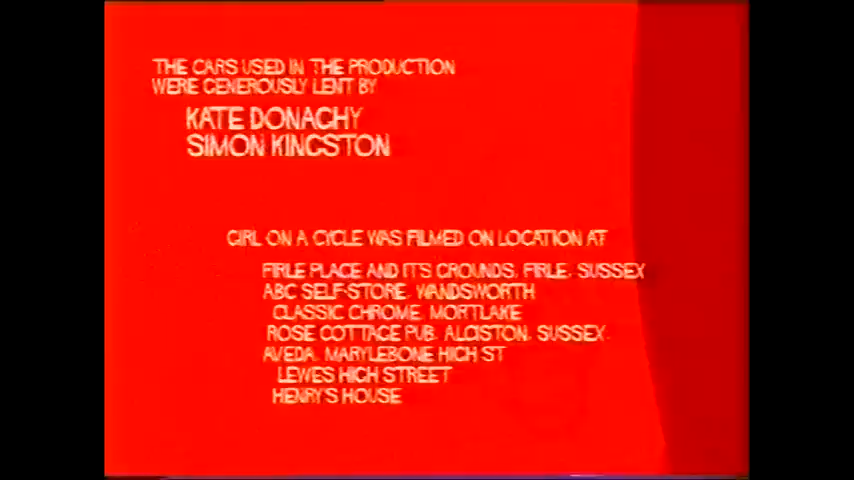 THE CARS USED IN THE PRODUCTION
WERE GENEROUSLY LENT BY
KATE DONAGHY
SIMON KINGSTON
GIRL ON A CYCLE WAS FILMED ON LOCATION AT
FIRLE PLACE AND IT'S GROUNDS, FIRLE, SUSSEX
ABC SELF-STORE, WANDSWORTH
CLASSIC CHROME, MORTLAKE
ROSE COTTAGE PUB, ALCISTON, SUSSEX
AVEDA, MARYLEBONE HIGH ST
LEWES HIGH STREET
HENRY'S HOUSE